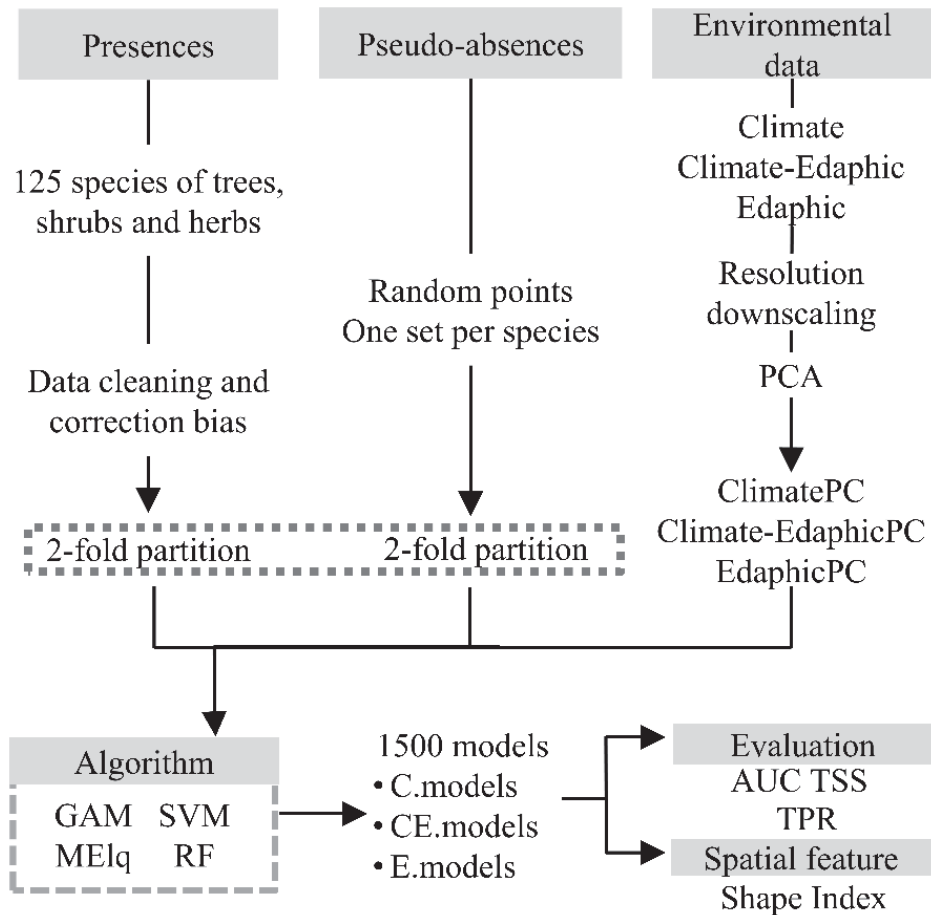 Presences
125 species of trees,
shrubs and herbs
Data cleaning and
correction bias
2-fold partition
Pseudo-absences
Random points
One set per species
2-fold partition
Environmental
data
Climate
Climate-Edaphic
Edaphic
Resolution
downscaling
PCA
ClimatePC
Climate-EdaphicPC
EdaphicPC
Algorithm
GAM SVM
MElq RF
1500 models
• C.models
• CE.models
• E.models
Evaluation
AUC TSS
TPR
Spatial feature
Shape Index